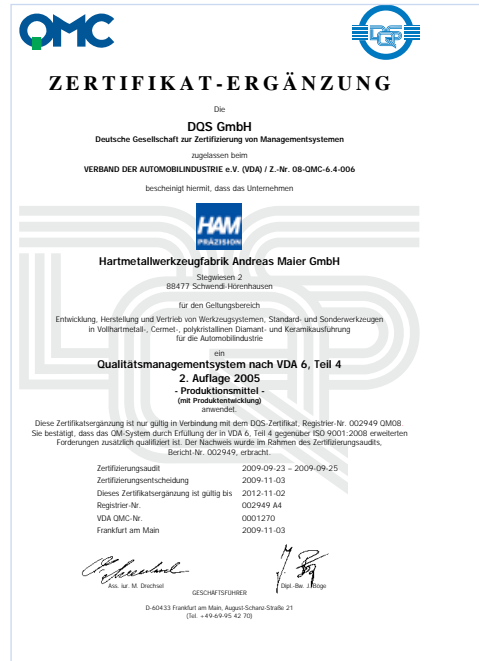 QMC
DQS
ZERTIFIKAT-ERGÄNZUNG
Die
DQS GmbH
Deutsche Gesellschaft zur Zertifizierung von Managementsystemen
zugelassen beim
VERBAND DER AUTOMOBILINDUSTRIE e.V. (VDA) / Z.-Nr. 08-QMC-6.4-006
bescheinigt hiermit, dass das Unternehmen
HAM
PRÄZISION
Hartmetallwerkzeugfabrik Andreas Maier GmbH
Stegwiesen 2
88477 Schwendi-Hörenhausen
für den Geltungsbereich
Entwicklung, Herstellung und Vertrieb von Werkzeugsystemen, Standard- und Sonderwerkzeugen
in Vollhartmetall-, Cermet-, polykristallinen Diamant- und Keramikausführung
für die Automobilindustrie
ein
Qualitätsmanagementsystem nach VDA 6, Teil 4
2. Auflage 2005
- Produktionsmittel -
(mit Produktentwicklung)
anwendet.
Diese Zertifikatsergänzung ist nur gültig in Verbindung mit dem DQS-Zertifikat, Registrier-Nr. 002949 QM08.
Sie bestätigt, dass das QM-System durch Erfüllung der in VDA 6, Teil 4 gegenüber ISO 9001:2008 erweiterten
Forderungen zusätzlich qualifiziert ist. Der Nachweis wurde im Rahmen des Zertifizierungsaudits,
Bericht-Nr. 002949, erbracht.
Zertifizierungsaudit 2009-09-23 – 2009-09-25
Zertifizierungsentscheidung 2009-11-03
Dieses Zertifikatsergänzung ist gültig bis 2012-11-02
Registrier-Nr. 002949 A4
VDA QMC-Nr. 0001270
Frankfurt am Main 2009-11-03
Ass. iur. M. Drechsel Dipl.-Bw. J. Böge
GESCHÄFTSFÜHRER
D-60433 Frankfurt am Main, August-Schanz-Straße 21
(Tel. +49-69-95 42 70)